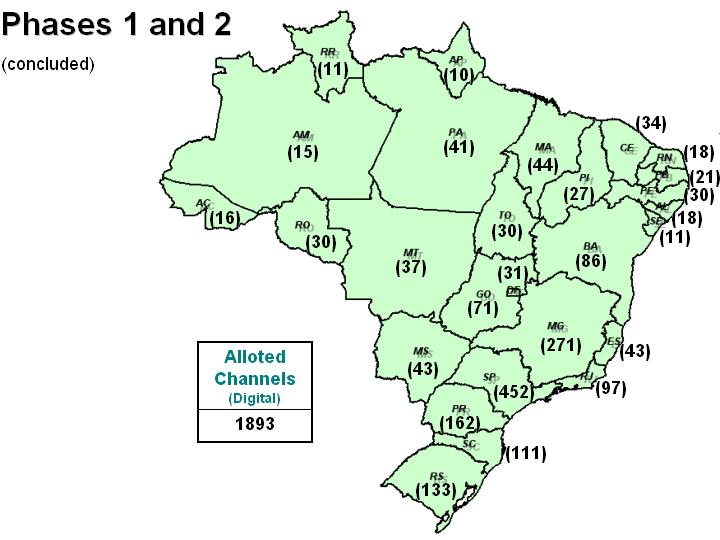 Phases 1 and 2
(concluded)
RR
(11)
AP
(10)
(34)
AM
(15)
PA
(41)
MA
(44)
CE
RN
(18)
PB
(21)
PI
(27)
PE
(30)
AC
(16)
AL
(18)
SE
(11)
TO
(30)
RO
(30)
BA
(86)
MT
(37)
(31)
DF
GO
(71)
MG
(271)
ES
(43)
MS
(43)
SP
(452)
RJ
(97)
PR
(162)
SC
(111)
RS
(133)
Alloted
Channels
(Digital)
1893